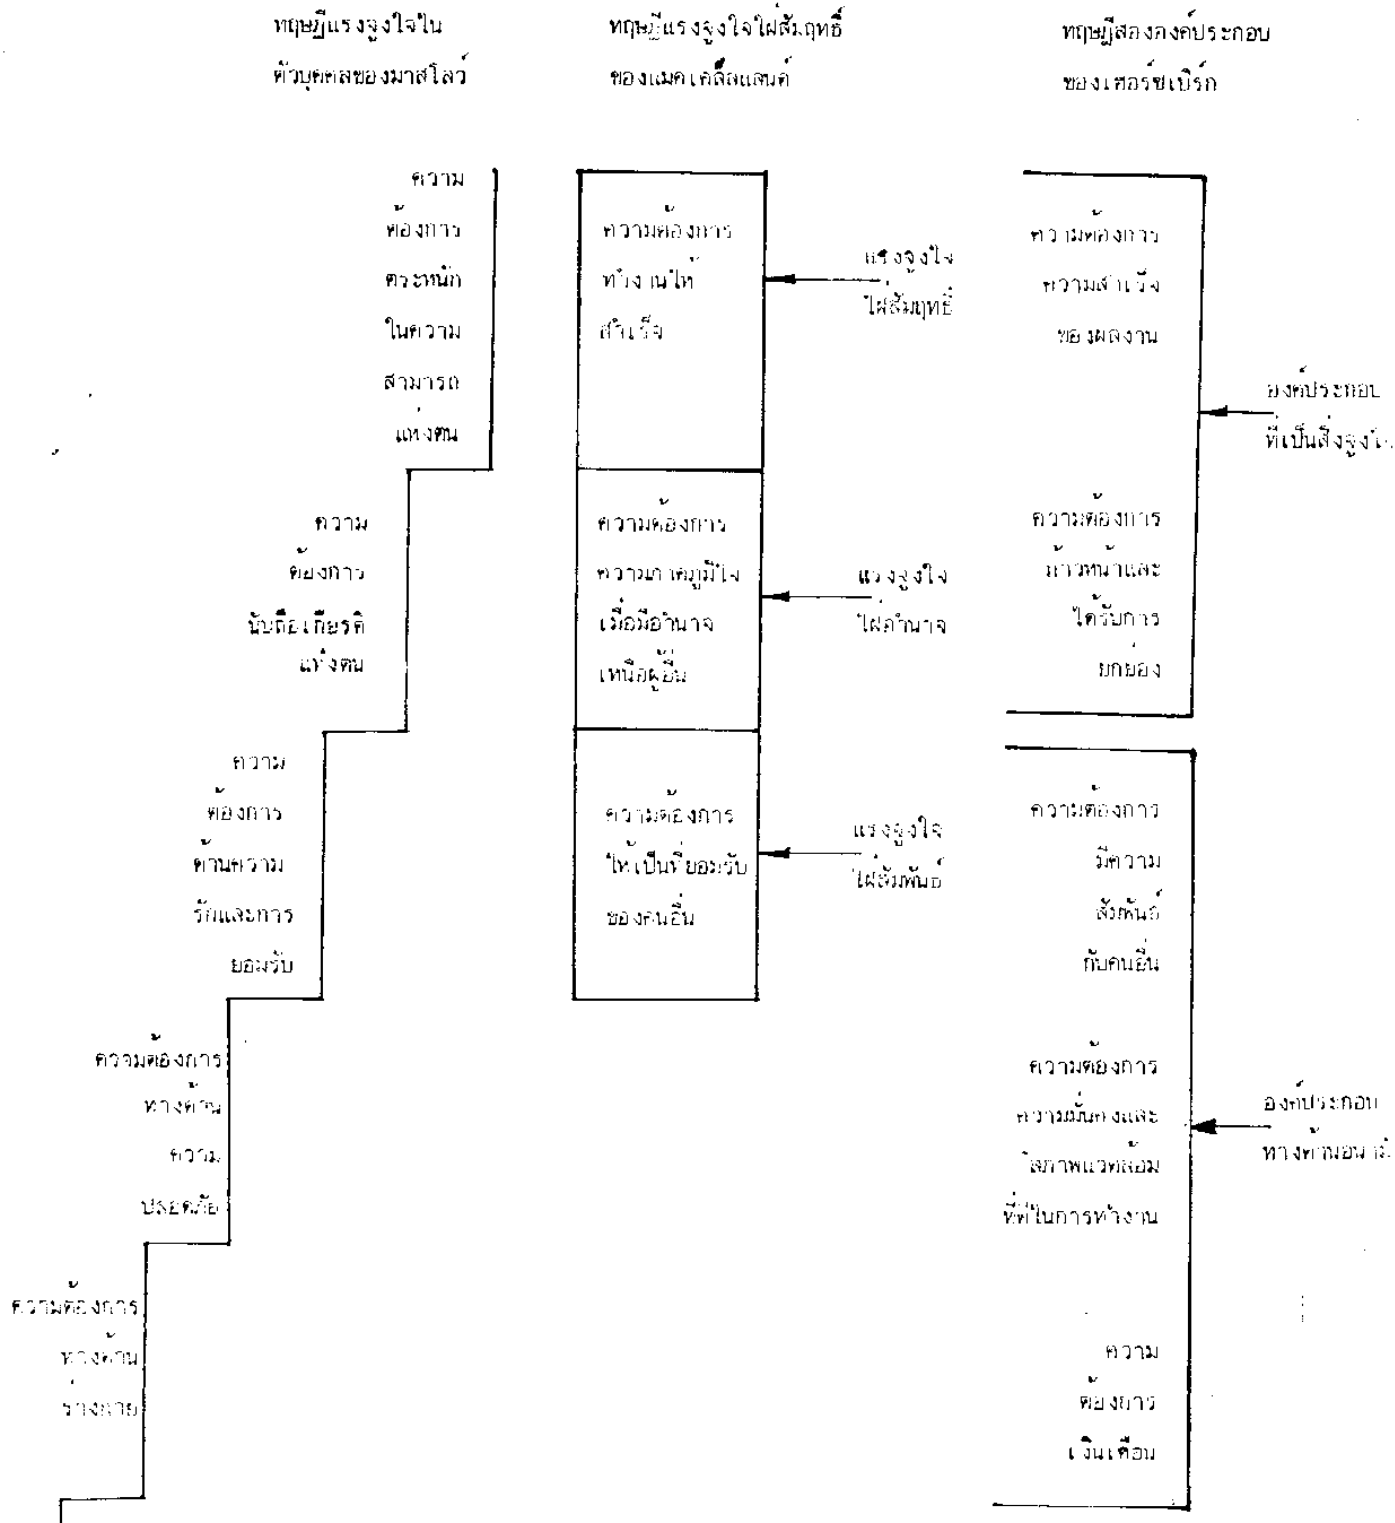 ทฤษฎีแรงจูงใจใน
ตัวบุคคลของมาสโลว์
ความ
ต้องการ
ตระหนัก
ในความ
สามารถ
แห่งตน
ความ
ต้องการ
นับถือเกียรติ
แห่งตน
ความ
ต้องการ
ด้านความ
รักและการ
ยอมรับ
ความต้องการ
ทางด้าน
ความ
ปลอดภัย
ความต้องการ
ทางด้าน
ร่างกาย
ทฤษฎีแรงจูงใจใฝ่สัมฤทธิ์
ของแมคเคลีลแลนด์
ความต้องการ
ทำงานให้
สำเร็จ
แรงจูงใจ
ใฝ่สัมฤทธิ์
ความต้องการ
ความภาคภูมิใจ
เมื่อมีอำนาจ
เหนือผู้อื่น
แรงจูงใจ
ใฝ่อำนาจ
ความต้องการ
ให้เป็นที่ยอมรับ
ของคนอื่น
แรงจูงใจ
ใฝ่สัมพันธ์
ทฤษฎีสององค์ประกอบ
ของเฮอร์ซเบิร์ก
ความต้องการ
ความสำเร็จ
ของผลงาน
ความต้องการ
ก้าวหน้าและ
ได้รับการ
ยกย่อง
องค์ประกอบ
ที่เป็นสิ่งจูงใจ
ความต้องการ
มีความ
สัมพันธ์
กับคนอื่น
ความต้องการ
ความมั่นคงและ
สภาพแวดล้อม
ที่ดีในการทำงาน
ความ
ต้องการ
เงินเดือน
องค์ประกอบ
ทางด้านอนามั